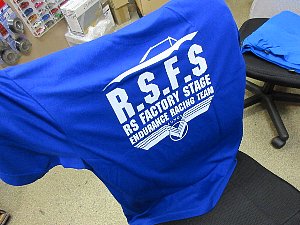 R.S.F.S
RS FACTORY STAGE
ENDURANCE RACING TEAM